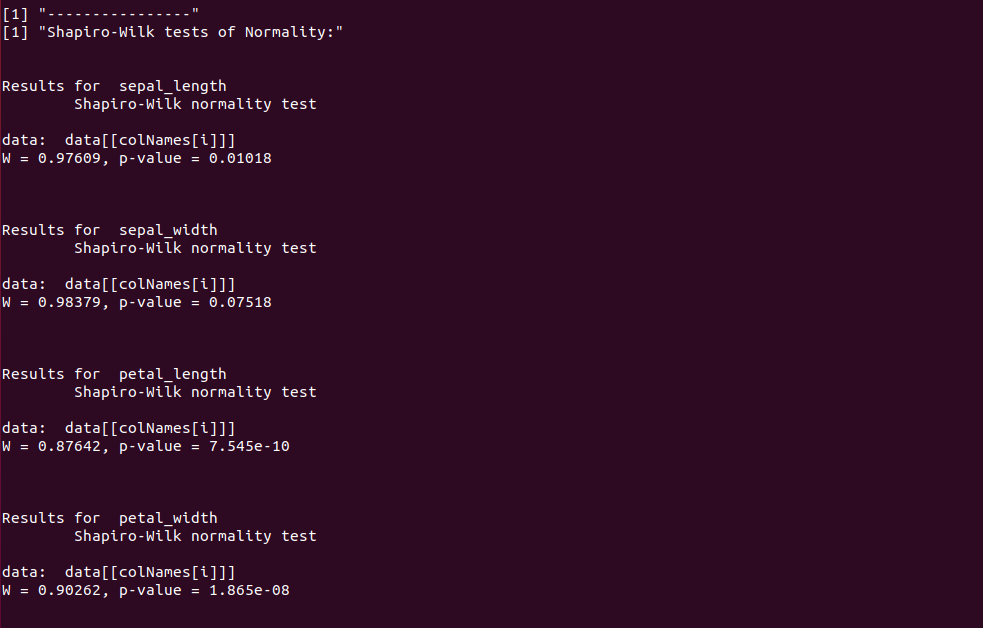 [1] "----------------"
[1] "Shapiro-Wilk tests of Normality:"
Results for  sepal_length
Shapiro-Wilk normality test
data:  data[[colNames[i]]]
W = 0.97609, p-value = 0.01018
Results for  sepal_width
Shapiro-Wilk normality test
data:  data[[colNames[i]]]
W = 0.98379, p-value = 0.07518
Results for  petal_length
Shapiro-Wilk normality test
data:  data[[colNames[i]]]
W = 0.87642, p-value = 7.545e-10
Results for  petal_width
Shapiro-Wilk normality test
data:  data[[colNames[i]]]
W = 0.90262, p-value = 1.865e-08